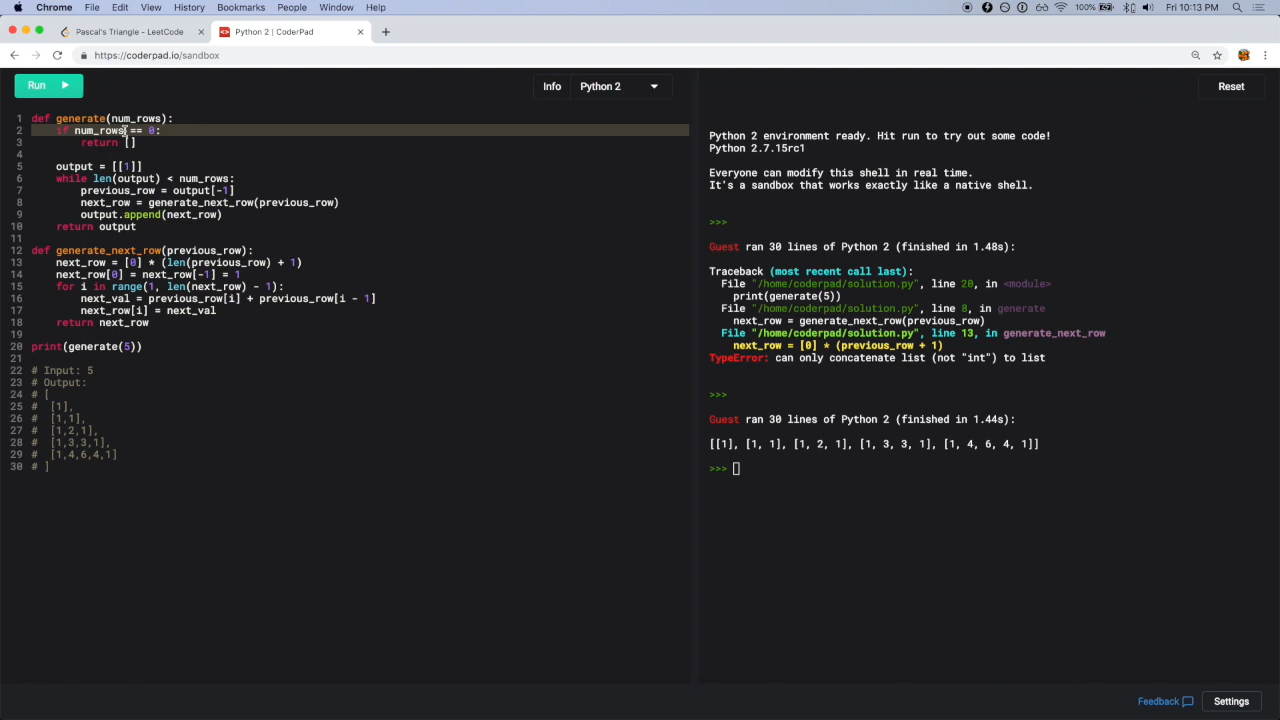 Chrome File Edit View History Bookmarks People Window Help 100% Fri 10:13 PM
Pascal's Triangle - LeetCode × Python 2 | CoderPad × +
https://coderpad.io/sandbox
Run Info Python 2 Reset
1 def generate(num_rows):
2 if num_rows == 0:
3 return []
4
5 output = [[1]]
6 while len(output) < num_rows:
7 previous_row = output[-1]
8 next_row = generate_next_row(previous_row)
9 output.append(next_row)
10 return output
11
12 def generate_next_row(previous_row):
13 next_row = [0] * (len(previous_row) + 1)
14 next_row[0] = next_row[-1] = 1
15 for i in range(1, len(next_row) - 1):
16 next_val = previous_row[i] + previous_row[i - 1]
17 next_row[i] = next_val
18 return next_row
19
20 print(generate(5))
21
22 # Input: 5
23 # Output:
24 # [
25 # [1],
26 # [1,1],
27 # [1,2,1],
28 # [1,3,3,1],
29 # [1,4,6,4,1]
30 # ]
Python 2 environment ready. Hit run to try out some code!
Python 2.7.15rc1
Everyone can modify this shell in real time.
It's a sandbox that works exactly like a native shell.
>>>
Guest ran 30 lines of Python 2 (finished in 1.48s):
Traceback (most recent call last):
File "/home/coderpad/solution.py", line 20, in <module>
print(generate(5))
File "/home/coderpad/solution.py", line 8, in generate
next_row = generate_next_row(previous_row)
File "/home/coderpad/solution.py", line 13, in generate_next_row
next_row = [0] * (previous_row + 1)
TypeError: can only concatenate list (not "int") to list
>>>
Guest ran 30 lines of Python 2 (finished in 1.44s):
[[1], [1, 1], [1, 2, 1], [1, 3, 3, 1], [1, 4, 6, 4, 1]]
>>>
Feedback Settings